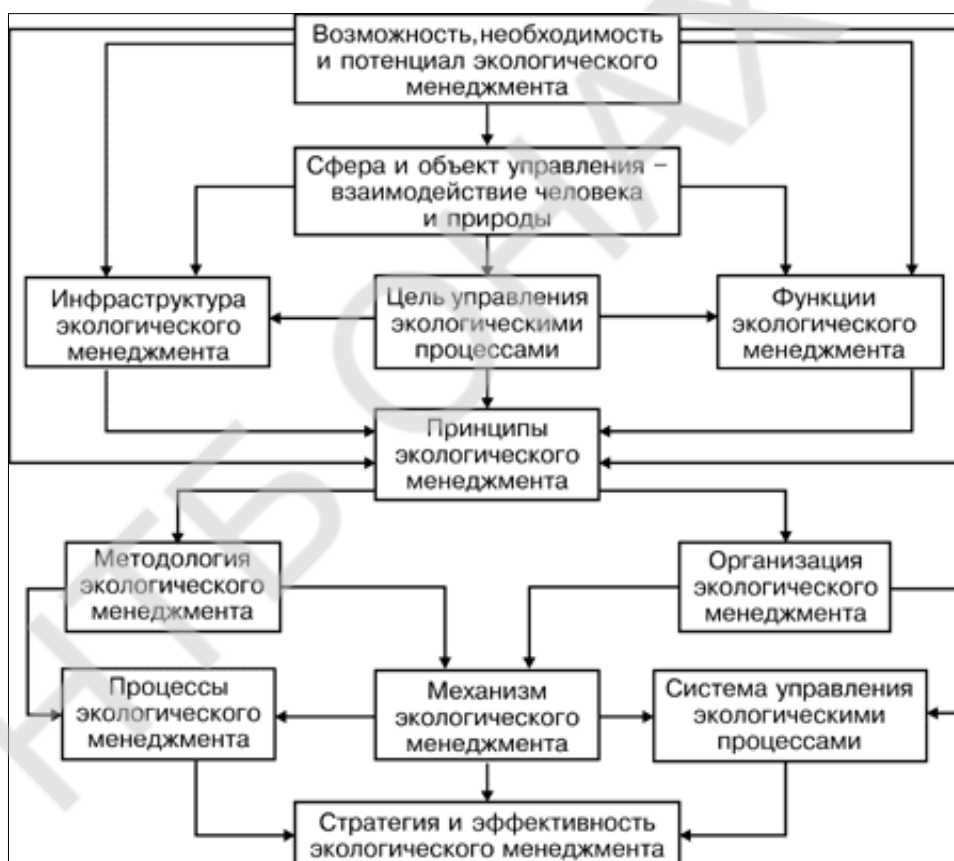 Возможность, необходимость
и потенциал экологического
менеджмента
Сфера и объект управления –
взаимодействие человека
и природы
Инфраструктура
экологического
менеджмента
Цель управления
экологическими
процессами
Функции
экологического
менеджмента
Принципы
экологического
менеджмента
Методология
экологического
менеджмента
Организация
экологического
менеджмента
Процессы
экологического
менеджмента
Механизм
экологического
менеджмента
Система управления
экологическими
процессами
Стратегия и эффективность
экологического менеджмента
НТБ ОНАХ